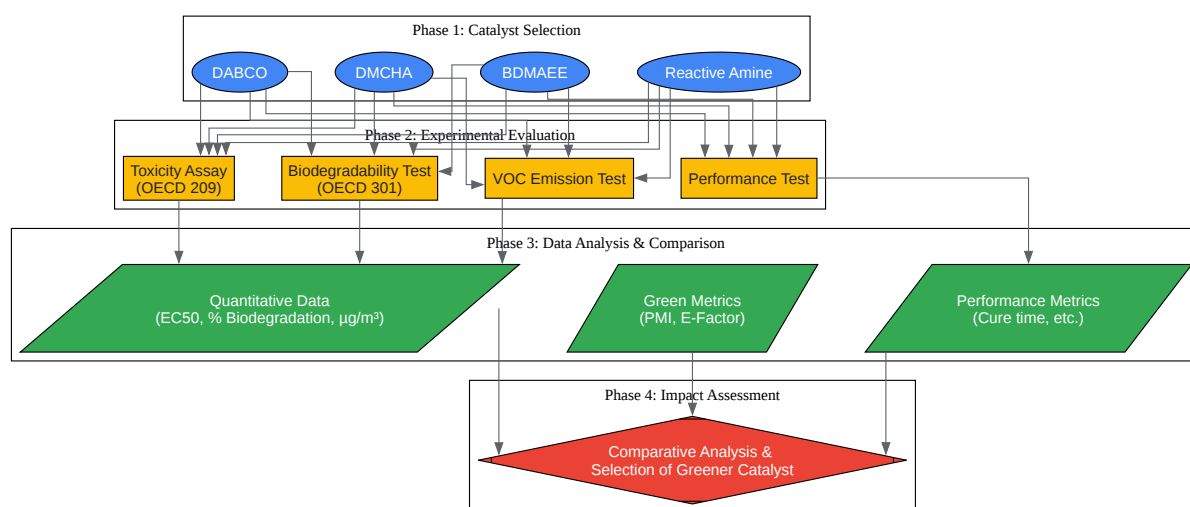 Phase 1: Catalyst Selection
DABCO
DMCHA
BDMAEE
Reactive Amine
Phase 2: Experimental Evaluation
Toxicity Assay
(OECD 209)
Biodegradability Test
(OECD 301)
VOC Emission Test
Performance Test
Phase 3: Data Analysis & Comparison
Quantitative Data
(EC50, % Biodegradation, µg/m³)
Green Metrics
(PMI, E-Factor)
Performance Metrics
(Cure time, etc.)
Phase 4: Impact Assessment
Comparative Analysis &
Selection of Greener Catalyst